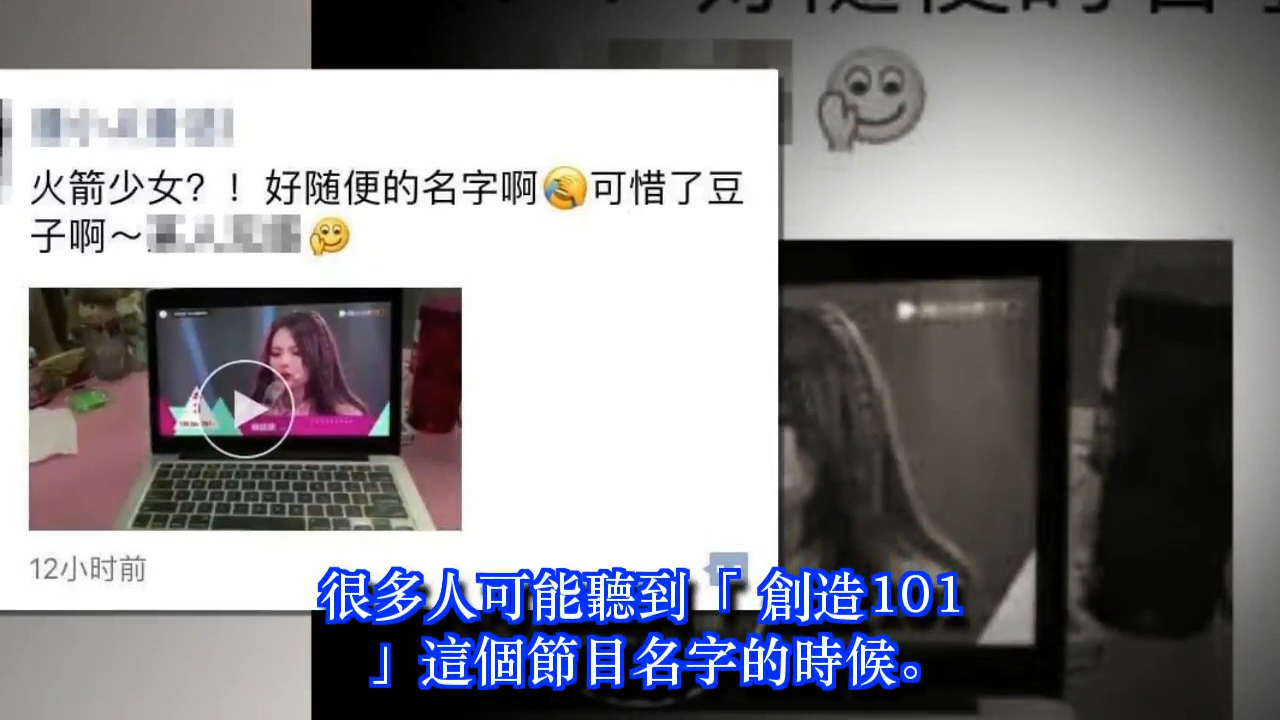 火箭少女？！好随便的名字啊🤦可惜了豆
子啊～
12小时前
很多人可能聽到「 創造101
」這個節目名字的時候。